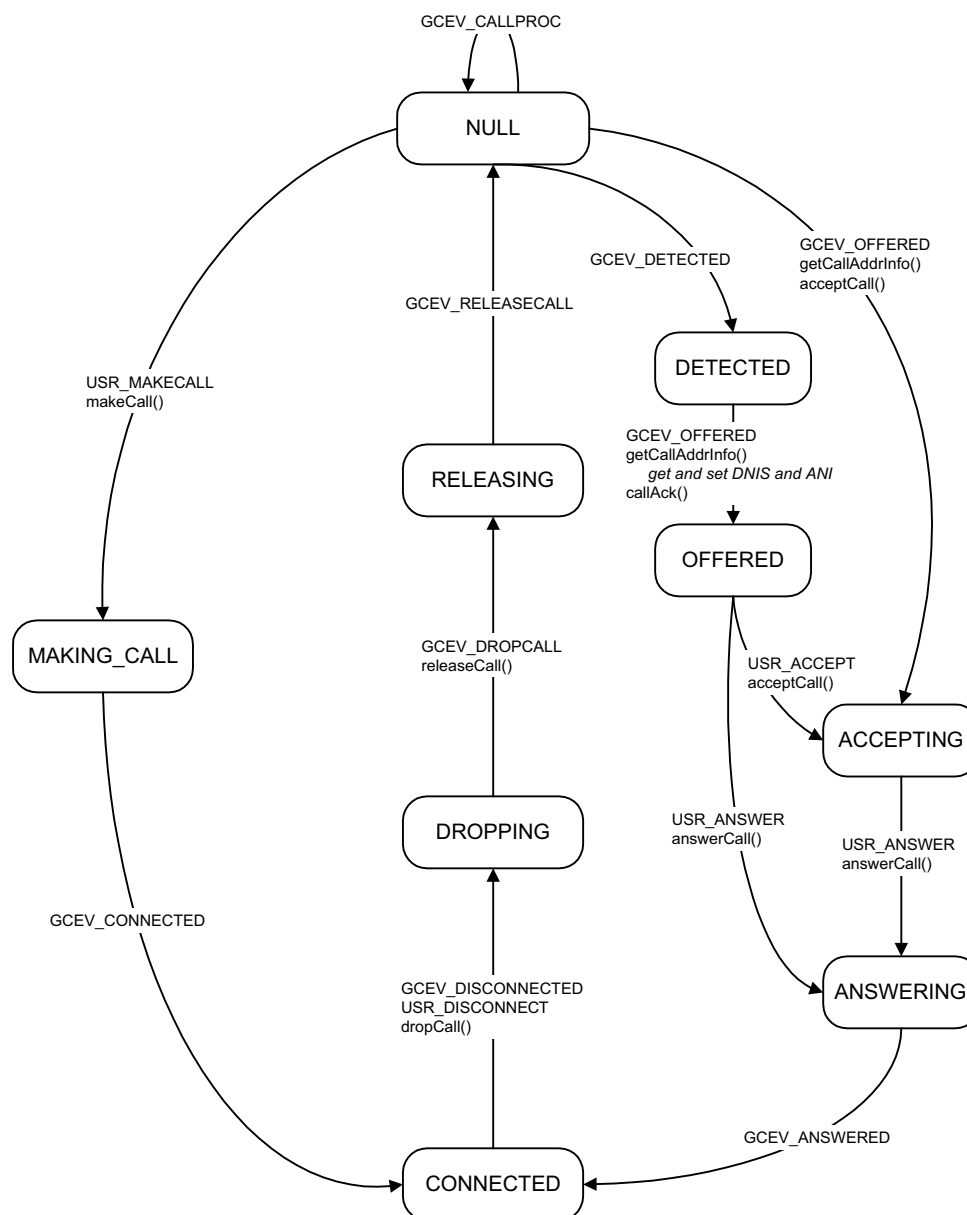 GCEV_CALLPROC
NULL
GCEV_OFFERED
getCallAddrInfo()
acceptCall()
GCEV_DETECTED
GCEV_RELEASECALL
DETECTED
USR_MAKECALL
makeCall()
GCEV_OFFERED
getCallAddrInfo()
get and set DNIS and ANI
callAck()
RELEASING
OFFERED
MAKING_CALL
GCEV_DROPCALL
releaseCall()
USR_ACCEPT
acceptCall()
ACCEPTING
DROPPING
USR_ANSWER
answerCall()
USR_ANSWER
answerCall()
GCEV_CONNECTED
GCEV_DISCONNECTED
USR_DISCONNECT
dropCall()
ANSWERING
GCEV_ANSWERED
CONNECTED